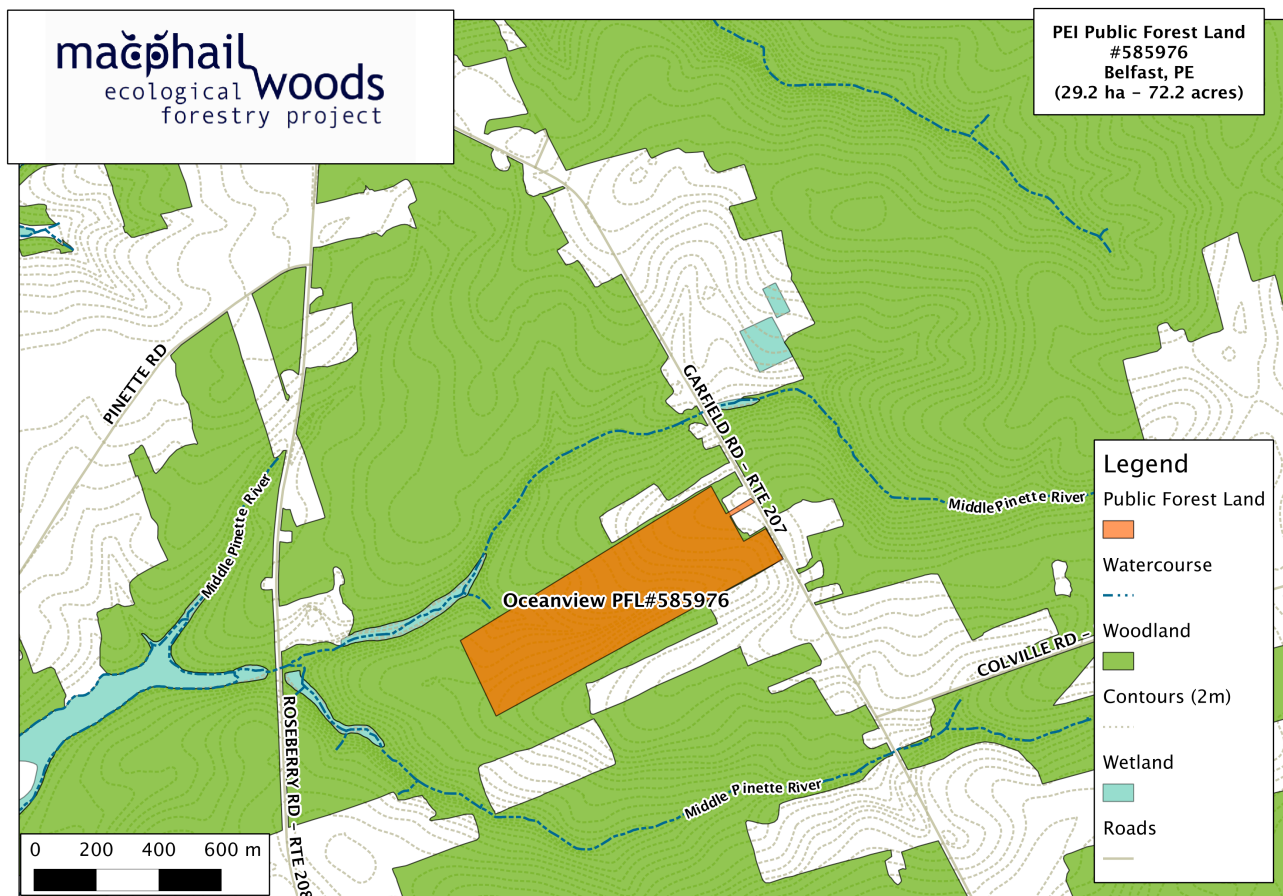 macphail
woods
ecological
forestry project
PEI Public Forest Land
#585976
Belfast, PE
(29.2 ha – 72.2 acres)
PINETTE RD
GARFIELD RD – RTE 207
Middle Pinette River
Middle Pinette River
Oceanview PFL#585976
COLVILLE RD –
ROSEBERRY RD – RTE 208
Middle Pinette River
Legend
Public Forest Land
Watercourse
Woodland
Contours (2m)
Wetland
Roads
0 200 400 600 m